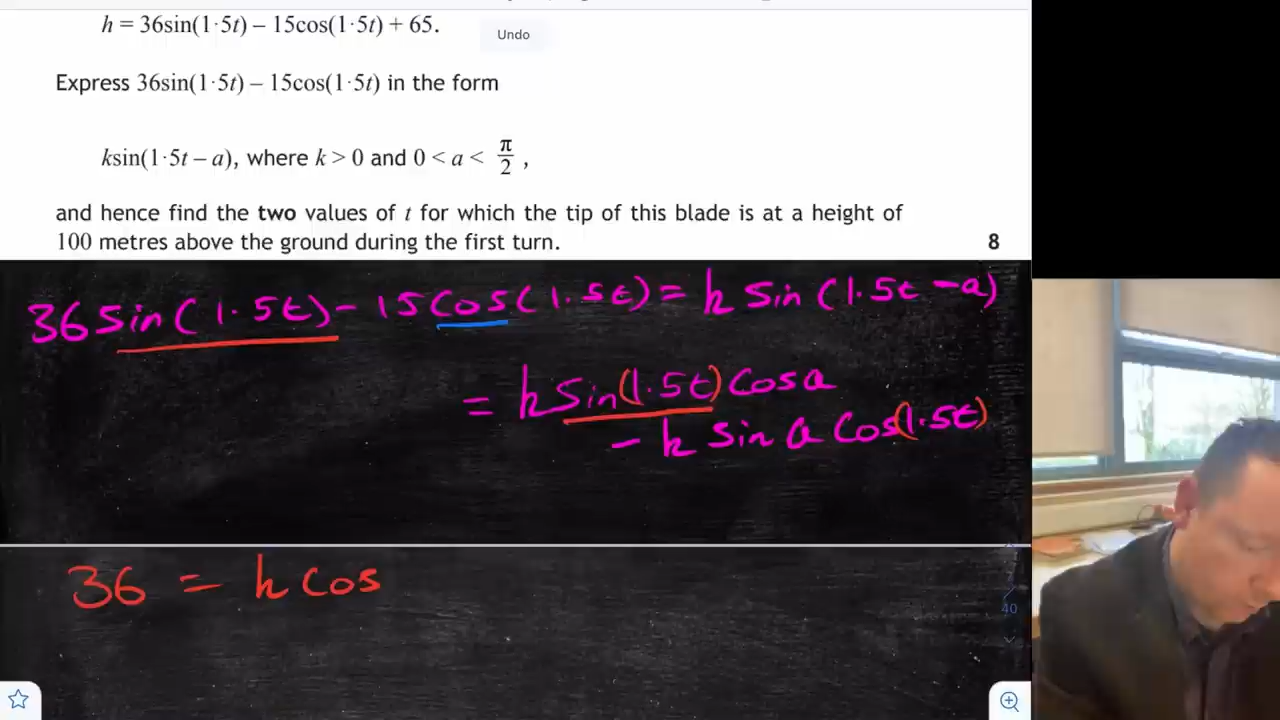 h = 36sin(1·5t) – 15cos(1·5t) + 65.
Undo
Express 36sin(1·5t) – 15cos(1·5t) in the form
ksin(1·5t – a), where k > 0 and 0 < a < π/2,
and hence find the two values of t for which the tip of this blade is at a height of
100 metres above the ground during the first turn.
8
36 sin(1.5t) - 15 cos(1.5t) = k sin(1.5t - a)
= k sin(1.5t) cos a
- k sin a cos(1.5t)
36 = k cos
40